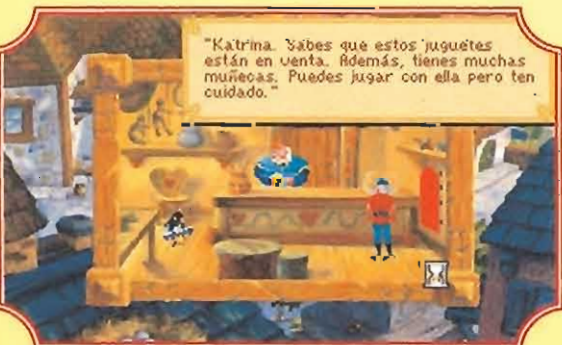 "Katrina. Sabes que estos juguetes
están en venta. Además, tienes muchas
muñecas. Puedes jugar con ella pero ten
cuidado."